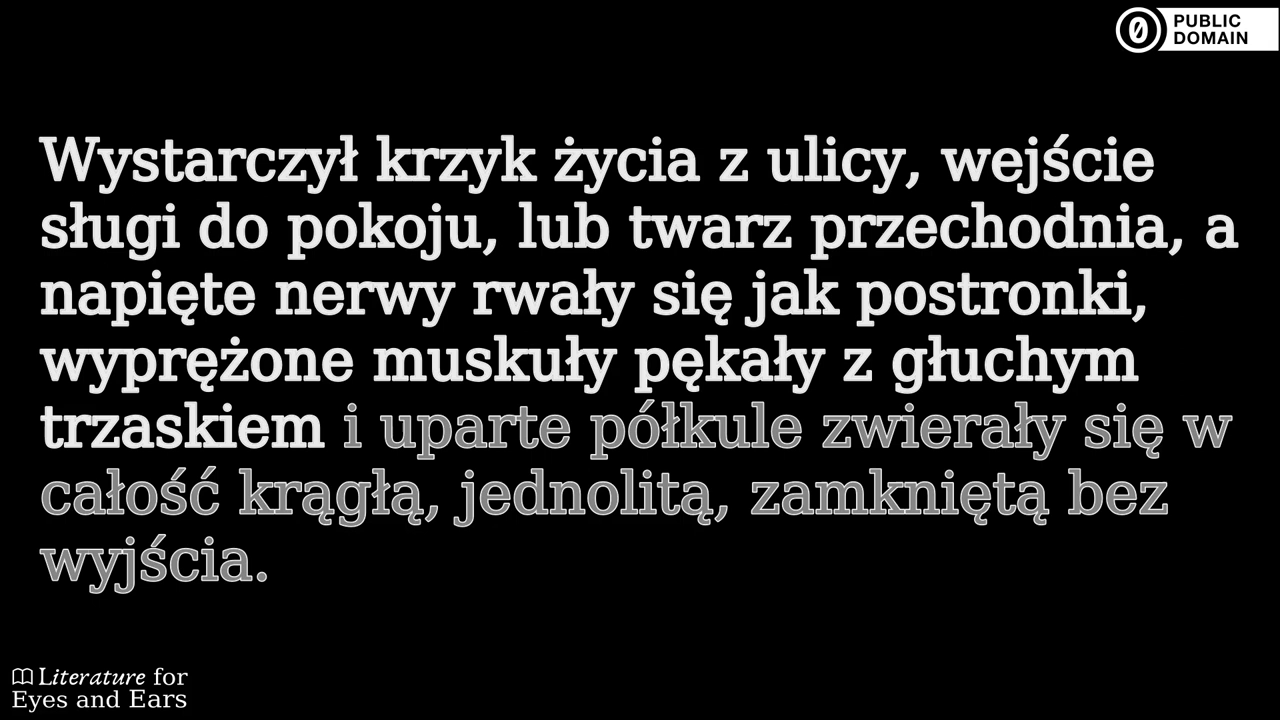 PUBLIC
DOMAIN
Wystarczył krzyk życia z ulicy, wejście
sługi do pokoju, lub twarz przechodnia, a
napięte nerwy rwały się jak postronki,
wyprężone muskuły pękały z głuchym
trzaskiem i uparte półkule zwierały się w
całość krągłą, jednolitą, zamkniętą bez
wyjścia.
Literature for
Eyes and Ears